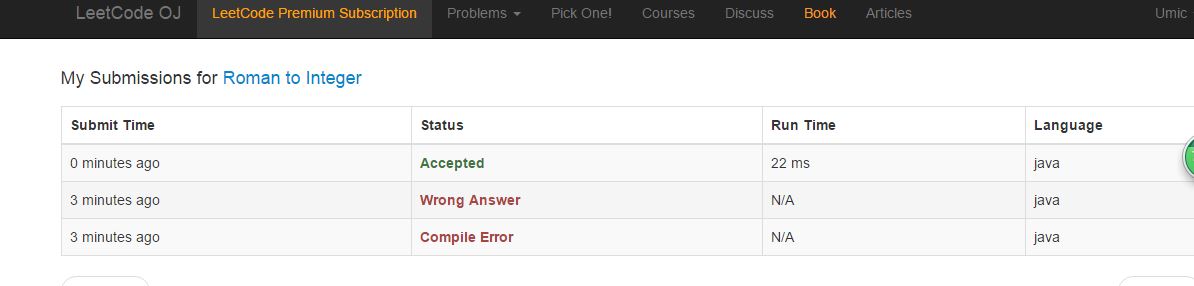 LeetCode OJ LeetCode Premium Subscription Problems Pick One! Courses Discuss Book Articles Umic
My Submissions for Roman to Integer
Submit Time Status Run Time Language
0 minutes ago Accepted 22 ms java
3 minutes ago Wrong Answer N/A java
3 minutes ago Compile Error N/A java